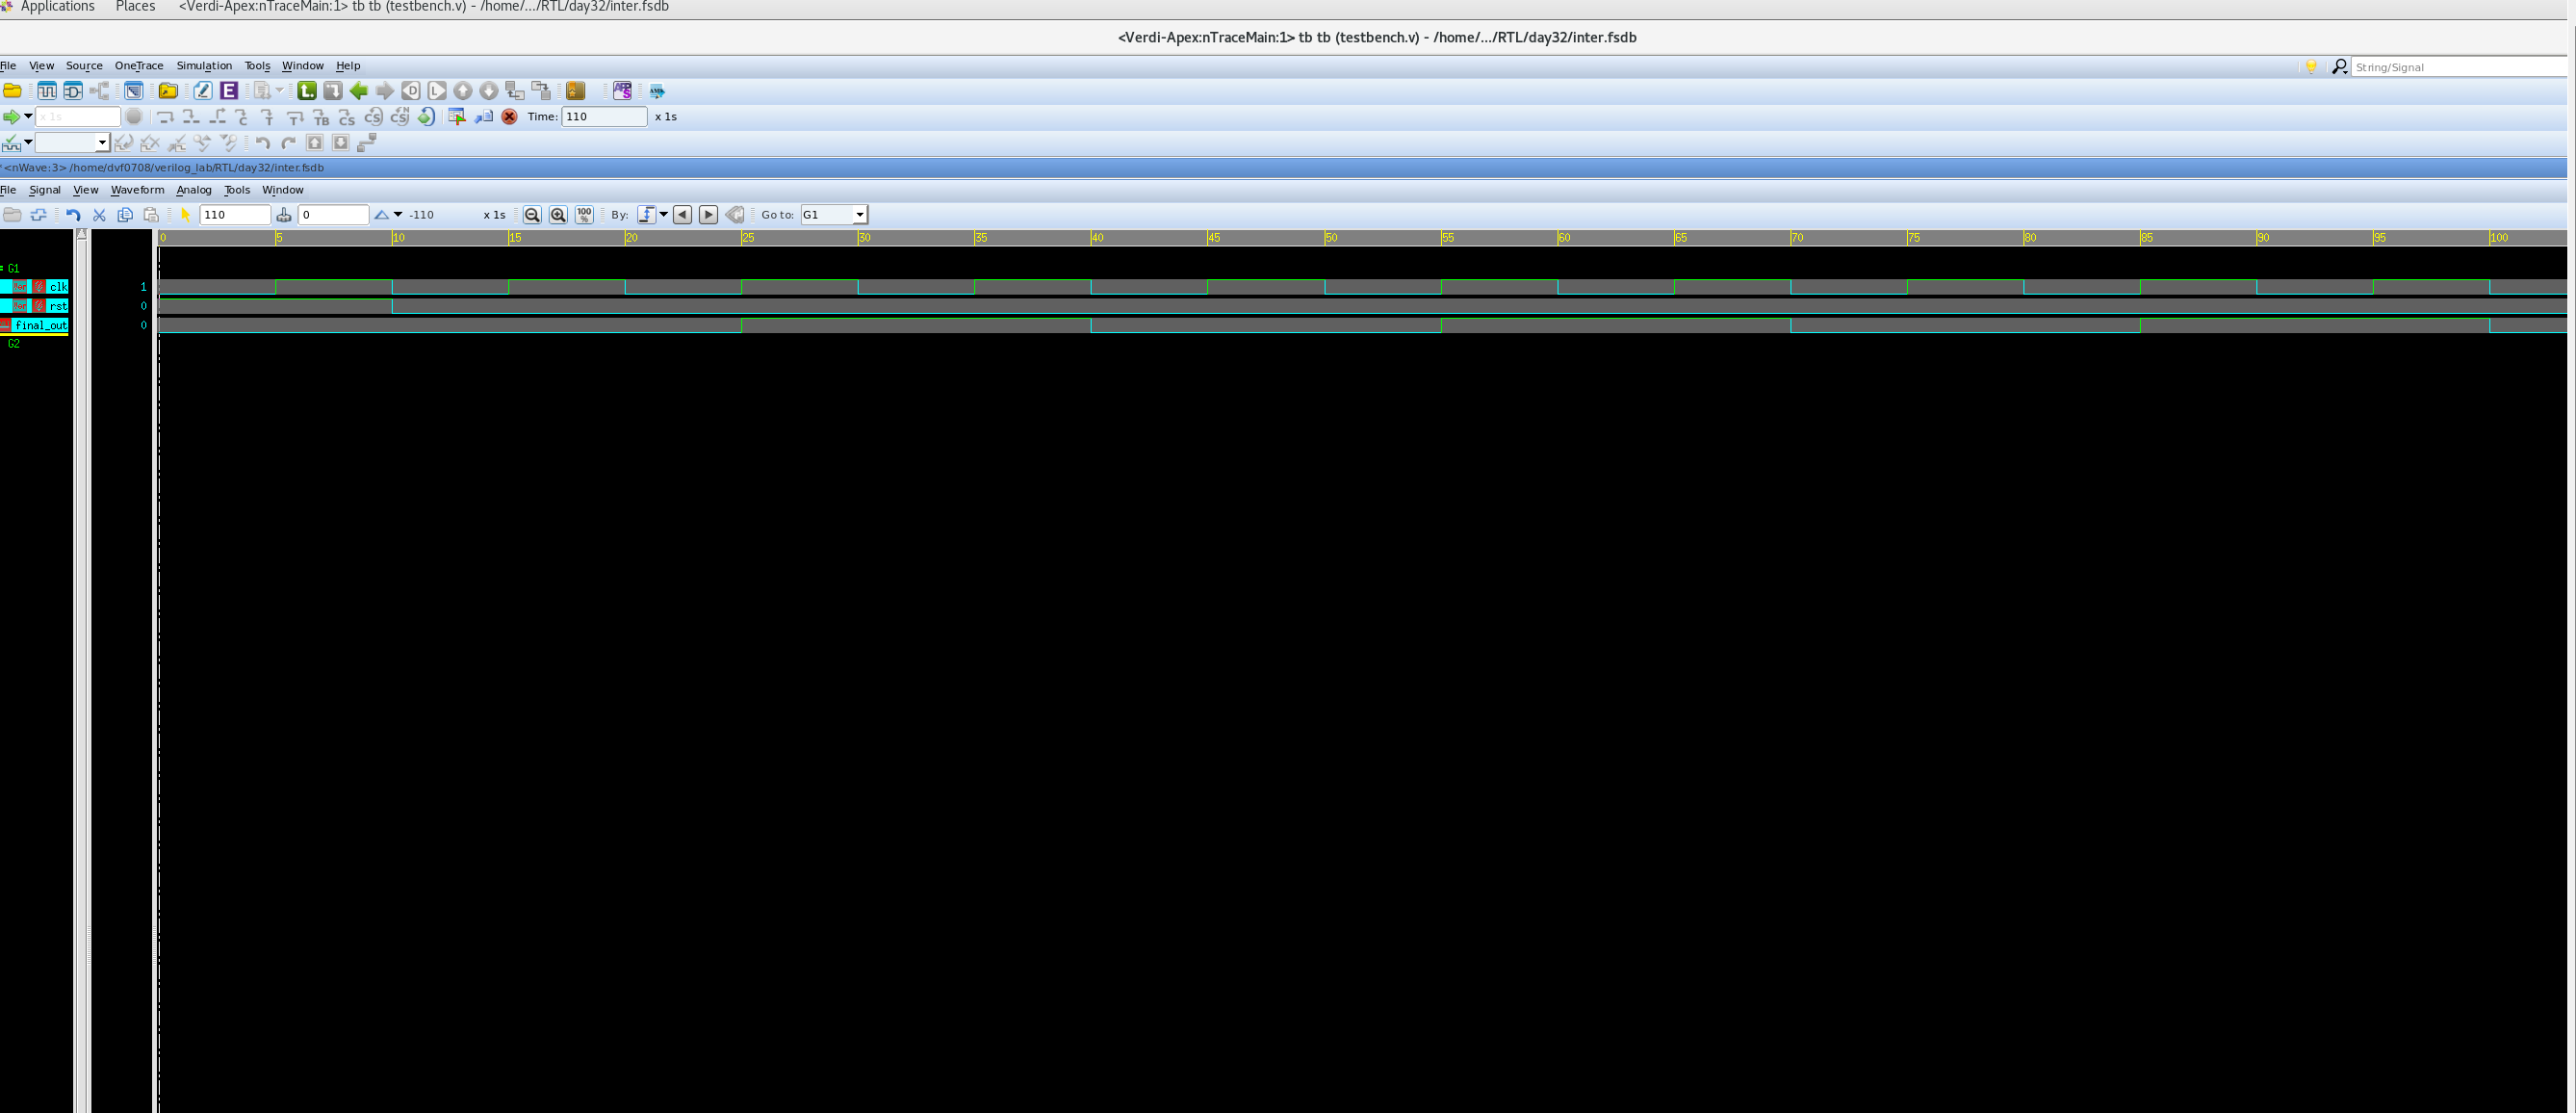 Applications Places <Verdi-Apex:nTraceMain:1> tb tb (testbench.v) - /home/.../RTL/day32/inter.fsdb
<Verdi-Apex:nTraceMain:1> tb tb (testbench.v) - /home/.../RTL/day32/inter.fsdb
File View Source OneTrace Simulation Tools Window Help
String/Signal
x 1s Time: 110 x 1s
<nWave:3> /home/dvf0708/verilog_lab/RTL/day32/inter.fsdb
File Signal View Waveform Analog Tools Window
110 0 -110 x 1s 100 % By: Go to: G1
0 5 10 15 20 25 30 35 40 45 50 55 60 65 70 75 80 85 90 95 100
G1
clk 1
rst 0
final_out 0
G2